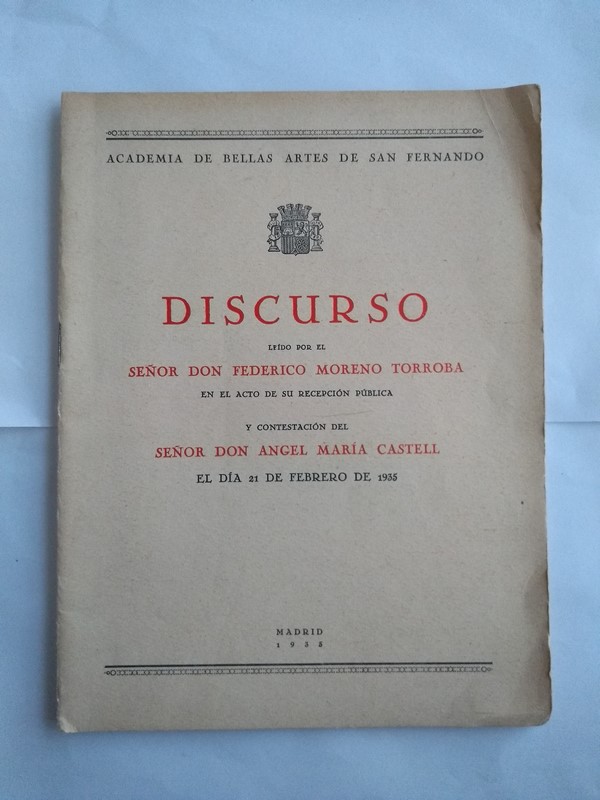 ACADEMIA DE BELLAS ARTES DE SAN FERNANDO
DISCURSO
LEÍDO POR EL
SEÑOR DON FEDERICO MORENO TORROBA
EN EL ACTO DE SU RECEPCIÓN PÚBLICA
Y CONTESTACIÓN DEL
SEÑOR DON ANGEL MARÍA CASTELL
EL DÍA 21 DE FEBRERO DE 1935
MADRID
1935